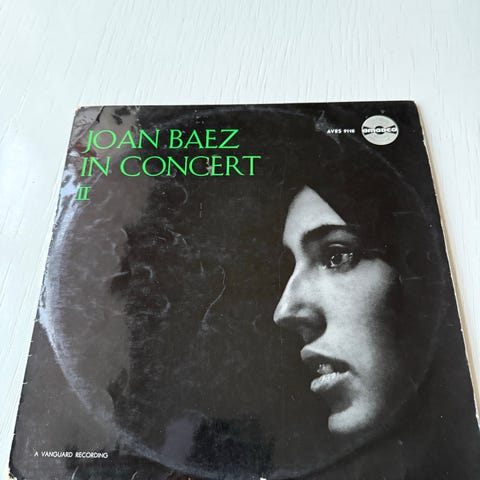 JOAN BAEZ
IN CONCERT
II
AVRS 9118
amadeo
A VANGUARD RECORDING